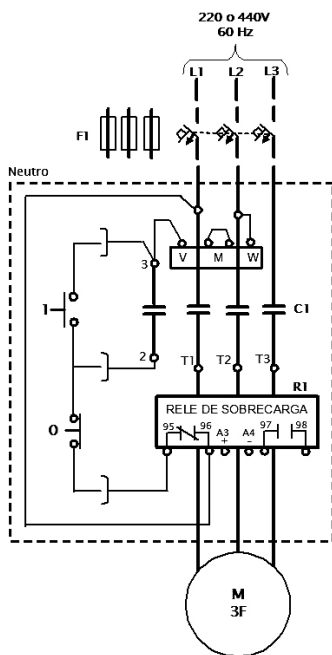 220 o 440V
60 Hz
L1 L2 L3
F1
Neutro
V M W
3
1
C1
2
T1 T2 T3
R1
RELE DE SOBRECARGA
95 96 A3 A4 97 98
+ -
0
M
3F